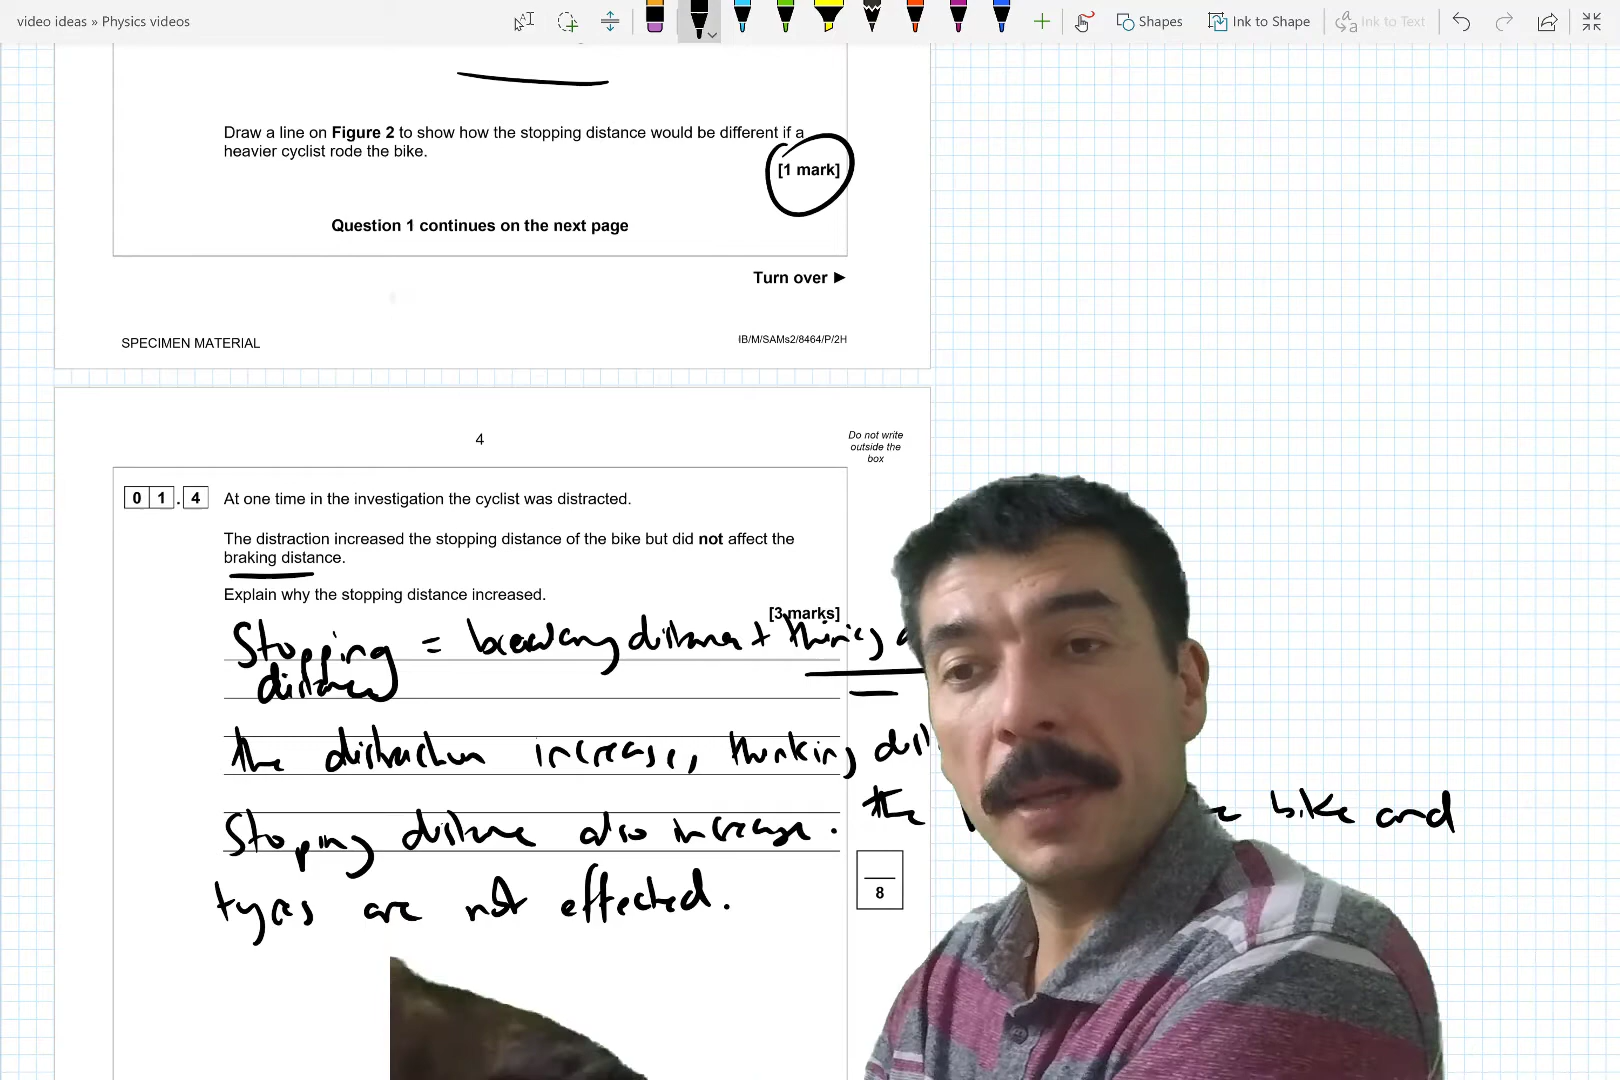 video ideas » Physics videos
Shapes
Ink to Shape
Ink to Text
Draw a line on Figure 2 to show how the stopping distance would be different if a
heavier cyclist rode the bike.
[1 mark]
Question 1 continues on the next page
Turn over ►
SPECIMEN MATERIAL
IB/M/SAMs2/8464/P/2H
4
Do not write
outside the
box
0 1 . 4 At one time in the investigation the cyclist was distracted.
The distraction increased the stopping distance of the bike but did not affect the
braking distance.
Explain why the stopping distance increased.
[3 marks]
Stopping = distance +
distance
the distraction increase, thinking
Stopping distance also increase. the bike and
tyres are not effected.
8